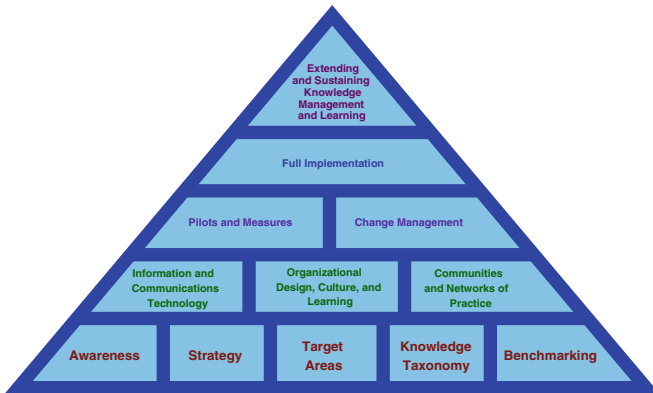 Extending
and Sustaining
Knowledge
Management
and Learning
Full Implementation
Pilots and Measures
Change Management
Information and
Communications
Technology
Organizational
Design, Culture, and
Learning
Communities
and Networks of
Practice
Awareness
Strategy
Target
Areas
Knowledge
Taxonomy
Benchmarking